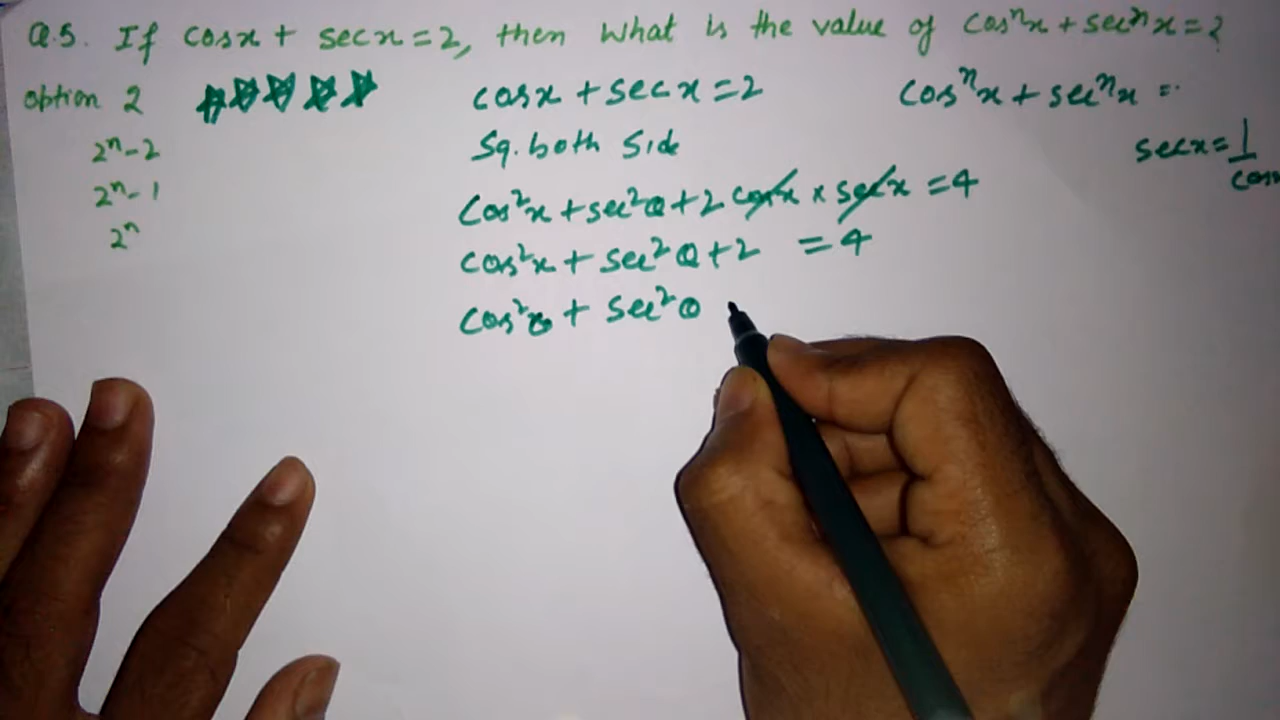 Q.5. If cosx + secx = 2, then what is the value of cosⁿx + secⁿx = ?
option 2
2ⁿ-2
2ⁿ-1
2ⁿ
cosx + secx = 2
Sq. both Side
cos²x + sec²θ + 2 cosx × secx = 4
cos²x + sec²θ + 2 = 4
cos²x + sec²θ
cosⁿx + secⁿx =
secx = 1/cosx